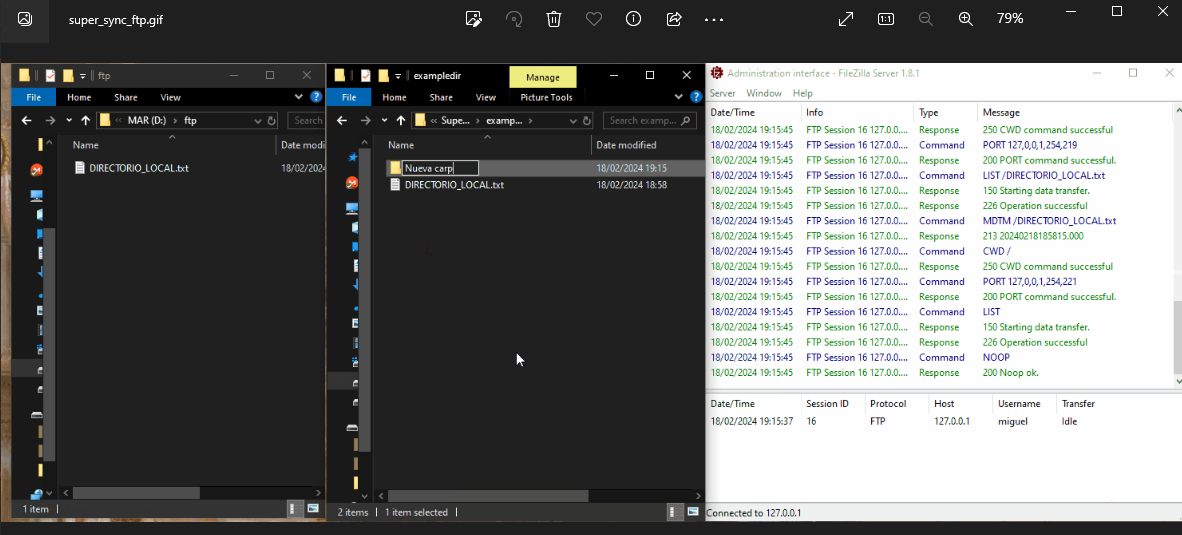 super_sync_ftp.gif
79%
ftp
File Home Share View
MAR (D:) > ftp
Search
Name Date modi
DIRECTORIO_LOCAL.txt 18/02/2024
1 item
exampledir
Manage
File Home Share View Picture Tools
« Supe... > examp... >
Search examp...
Name Date modified
Nueva carp 18/02/2024 19:15
DIRECTORIO_LOCAL.txt 18/02/2024 18:58
2 items 1 item selected
Administration interface - FileZilla Server 1.8.1
Server Window Help
Date/Time Info Type Message
18/02/2024 19:15:45 FTP Session 16 127.0.0.... Response 250 CWD command successful
18/02/2024 19:15:45 FTP Session 16 127.0.0.... Command PORT 127,0,0,1,254,219
18/02/2024 19:15:45 FTP Session 16 127.0.0.... Response 200 PORT command successful.
18/02/2024 19:15:45 FTP Session 16 127.0.0.... Command LIST /DIRECTORIO_LOCAL.txt
18/02/2024 19:15:45 FTP Session 16 127.0.0.... Response 150 Starting data transfer.
18/02/2024 19:15:45 FTP Session 16 127.0.0.... Response 226 Operation successful
18/02/2024 19:15:45 FTP Session 16 127.0.0.... Command MDTM /DIRECTORIO_LOCAL.txt
18/02/2024 19:15:45 FTP Session 16 127.0.0.... Response 213 20240218185815.000
18/02/2024 19:15:45 FTP Session 16 127.0.0.... Command CWD /
18/02/2024 19:15:45 FTP Session 16 127.0.0.... Response 250 CWD command successful
18/02/2024 19:15:45 FTP Session 16 127.0.0.... Command PORT 127,0,0,1,254,221
18/02/2024 19:15:45 FTP Session 16 127.0.0.... Response 200 PORT command successful.
18/02/2024 19:15:45 FTP Session 16 127.0.0.... Command LIST
18/02/2024 19:15:45 FTP Session 16 127.0.0.... Response 150 Starting data transfer.
18/02/2024 19:15:45 FTP Session 16 127.0.0.... Response 226 Operation successful
18/02/2024 19:15:45 FTP Session 16 127.0.0.... Command NOOP
18/02/2024 19:15:45 FTP Session 16 127.0.0.... Response 200 Noop ok.
Date/Time Session ID Protocol Host Username Transfer
18/02/2024 19:15:37 16 FTP 127.0.0.1 miguel Idle
Connected to 127.0.0.1